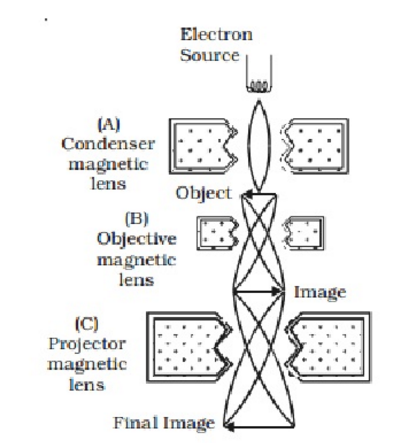 Electron
Source
(A)
Condenser
magnetic
lens
Object
(B)
Objective
magnetic
lens
Image
(C)
Projector
magnetic
lens
Final Image